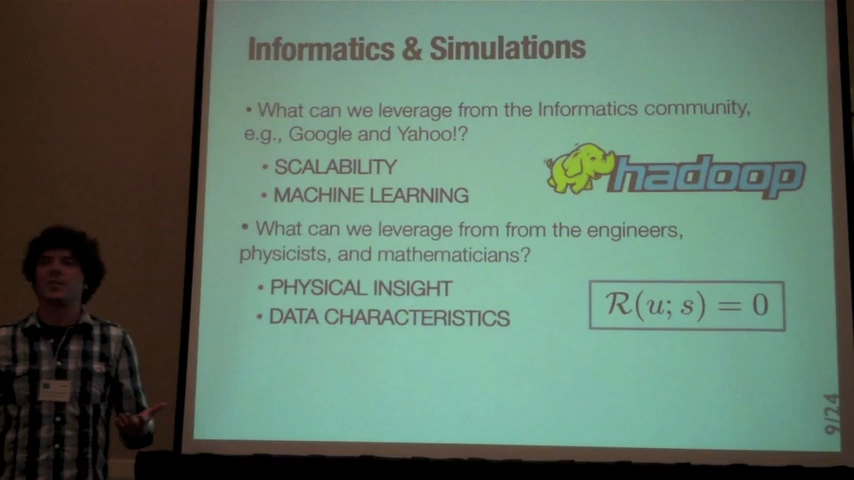 Informatics & Simulations
• What can we leverage from the Informatics community,
e.g., Google and Yahoo!?
• SCALABILITY
• MACHINE LEARNING
hadoop
• What can we leverage from from the engineers,
physicists, and mathematicians?
• PHYSICAL INSIGHT
• DATA CHARACTERISTICS
R(u; s) = 0
9/24